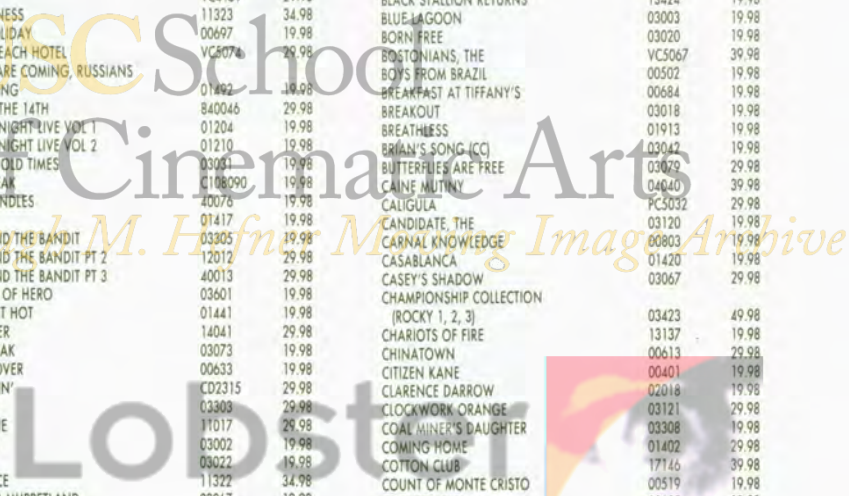 NESS 11323 34.98
LIDAY 00697 19.98
EACH HOTEL VC5074 29.98
ARE COMING, RUSSIANS
NG 01492 19.98
THE 14TH 840046 29.98
NIGHT LIVE VOL 1 01204 19.98
NIGHT LIVE VOL 2 01210 19.98
OLD TIMES 03031 19.98
AK C108090 19.98
NDLES 40076 19.98
01417 19.98
ND THE BANDIT 03305 29.98
ND THE BANDIT PT 2 12012 29.98
ND THE BANDIT PT 3 40013 29.98
OF HERO 03601 19.98
T HOT 01441 19.98
ER 14041 29.98
AK 03073 19.98
OVER 00633 19.98
N' CD2315 29.98
03303 29.98
E 11017 29.98
03002 19.98
03022 19.98
CE 11322 34.98
BLACK STALLION RETURNS 13424 19.98
BLUE LAGOON 03003 19.98
BORN FREE 03020 19.98
BOSTONIANS, THE VC5067 39.98
BOYS FROM BRAZIL 00502 19.98
BREAKFAST AT TIFFANY'S 00684 19.98
BREAKOUT 03018 19.98
BREATHLESS 01913 19.98
BRIAN'S SONG (CC) 03042 19.98
BUTTERFLIES ARE FREE 03079 29.98
CAINE MUTINY 04040 39.98
CALIGULA PC5032 29.98
CANDIDATE, THE 03120 19.98
CARNAL KNOWLEDGE 00803 19.98
CASABLANCA 01420 19.98
CASEY'S SHADOW 03067 29.98
CHAMPIONSHIP COLLECTION
(ROCKY 1, 2, 3) 03423 49.98
CHARIOTS OF FIRE 13137 19.98
CHINATOWN 00613 29.98
CITIZEN KANE 00401 19.98
CLARENCE DARROW 02018 19.98
CLOCKWORK ORANGE 03121 29.98
COAL MINER'S DAUGHTER 03308 19.98
COMING HOME 01402 29.98
COTTON CLUB 17146 39.98
COUNT OF MONTE CRISTO 00519 19.98
SC School
Cinematic Arts
gh M. Hefner Moving Image Archive
Lobster